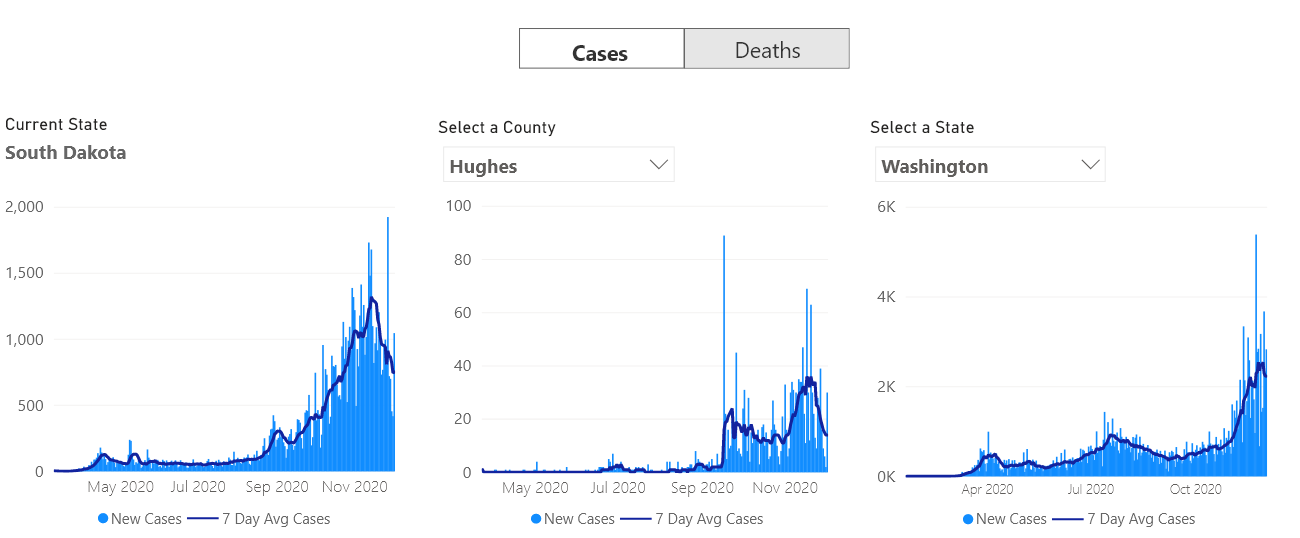 Cases Deaths
Current State
South Dakota
2,000
1,500
1,000
500
0
May 2020 Jul 2020 Sep 2020 Nov 2020
New Cases 7 Day Avg Cases
Select a County
Hughes
100
80
60
40
20
0
May 2020 Jul 2020 Sep 2020 Nov 2020
New Cases 7 Day Avg Cases
Select a State
Washington
6K
4K
2K
0K
Apr 2020 Jul 2020 Oct 2020
New Cases 7 Day Avg Cases